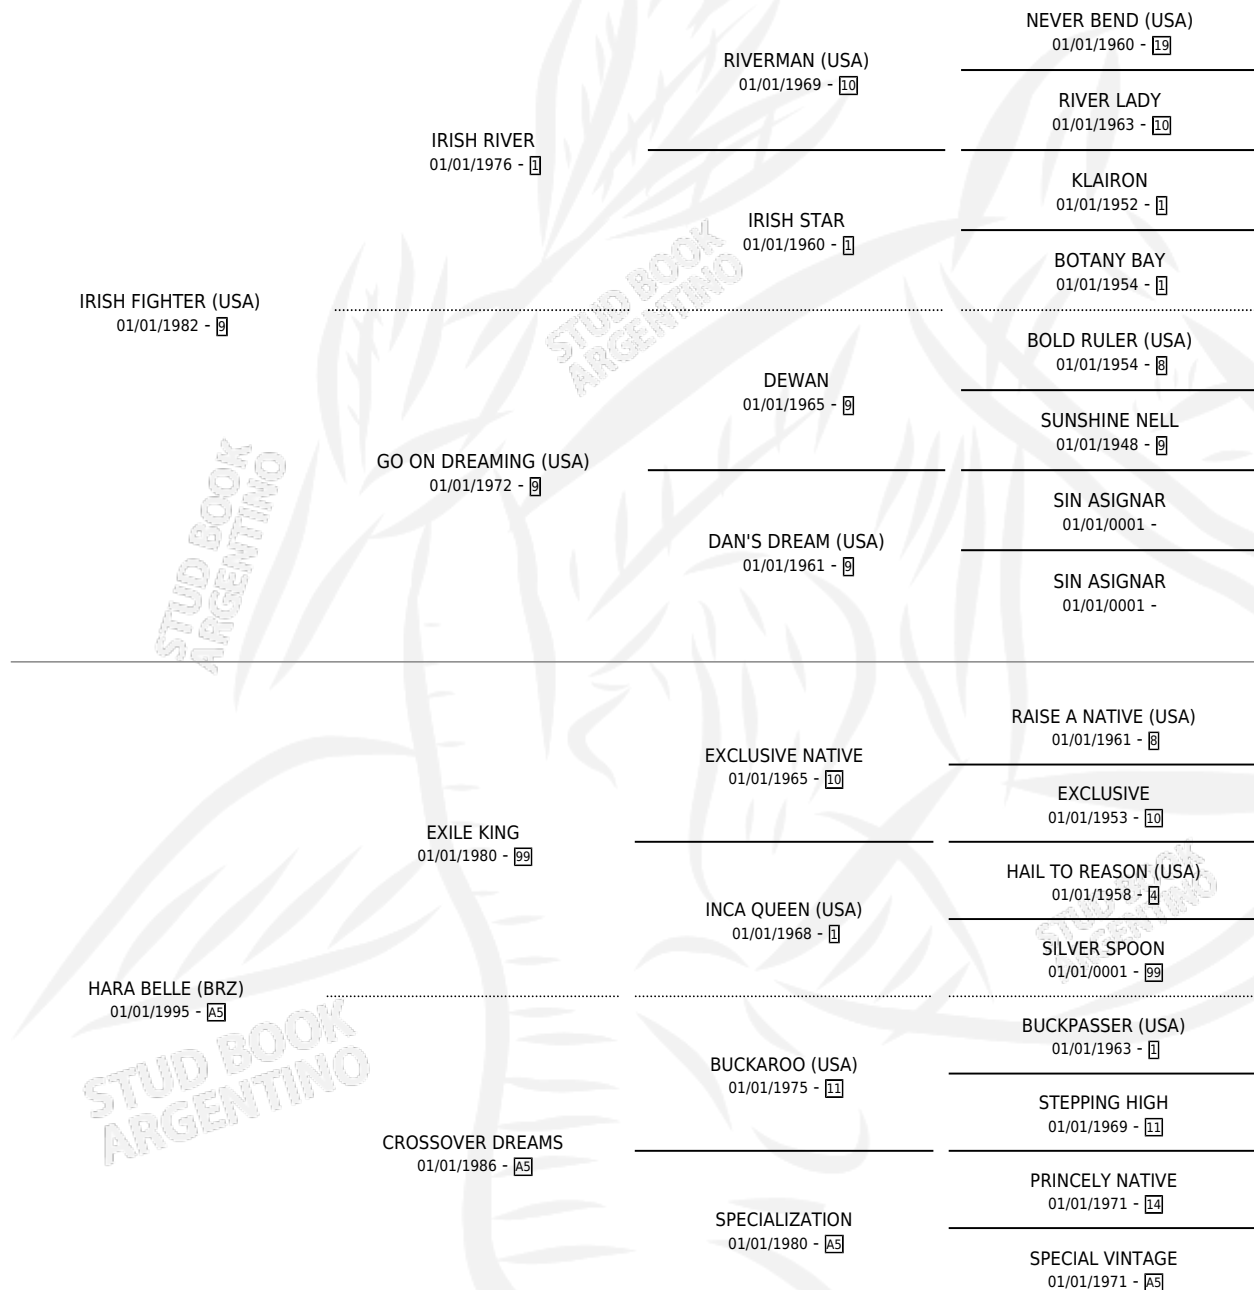 NEVER BEND (USA)
01/01/1960 - 19
RIVERMAN (USA)
01/01/1969 - 10
RIVER LADY
01/01/1963 - 10
IRISH RIVER
01/01/1976 - 1
KLAIRON
01/01/1952 - 1
IRISH STAR
01/01/1960 - 1
BOTANY BAY
01/01/1954 - 1
IRISH FIGHTER (USA)
01/01/1982 - 9
BOLD RULER (USA)
01/01/1954 - 8
DEWAN
01/01/1965 - 9
SUNSHINE NELL
01/01/1948 - 9
GO ON DREAMING (USA)
01/01/1972 - 9
SIN ASIGNAR
01/01/0001 -
DAN'S DREAM (USA)
01/01/1961 - 9
SIN ASIGNAR
01/01/0001 -
RAISE A NATIVE (USA)
01/01/1961 - 8
EXCLUSIVE NATIVE
01/01/1965 - 10
EXCLUSIVE
01/01/1953 - 10
EXILE KING
01/01/1980 - 99
HAIL TO REASON (USA)
01/01/1958 - 4
INCA QUEEN (USA)
01/01/1968 - 1
SILVER SPOON
01/01/0001 - 99
HARA BELLE (BRZ)
01/01/1995 - A5
BUCKPASSER (USA)
01/01/1963 - 1
BUCKAROO (USA)
01/01/1975 - 11
STEPPING HIGH
01/01/1969 - 11
CROSSOVER DREAMS
01/01/1986 - A5
PRINCELY NATIVE
01/01/1971 - 14
SPECIALIZATION
01/01/1980 - A5
SPECIAL VINTAGE
01/01/1971 - A5
STUD BOOK
ARGENTINO
STUD BOOK
ARGENTINO
STUD BOOK
ARGENTINO
STUD BOOK
ARGENTINO